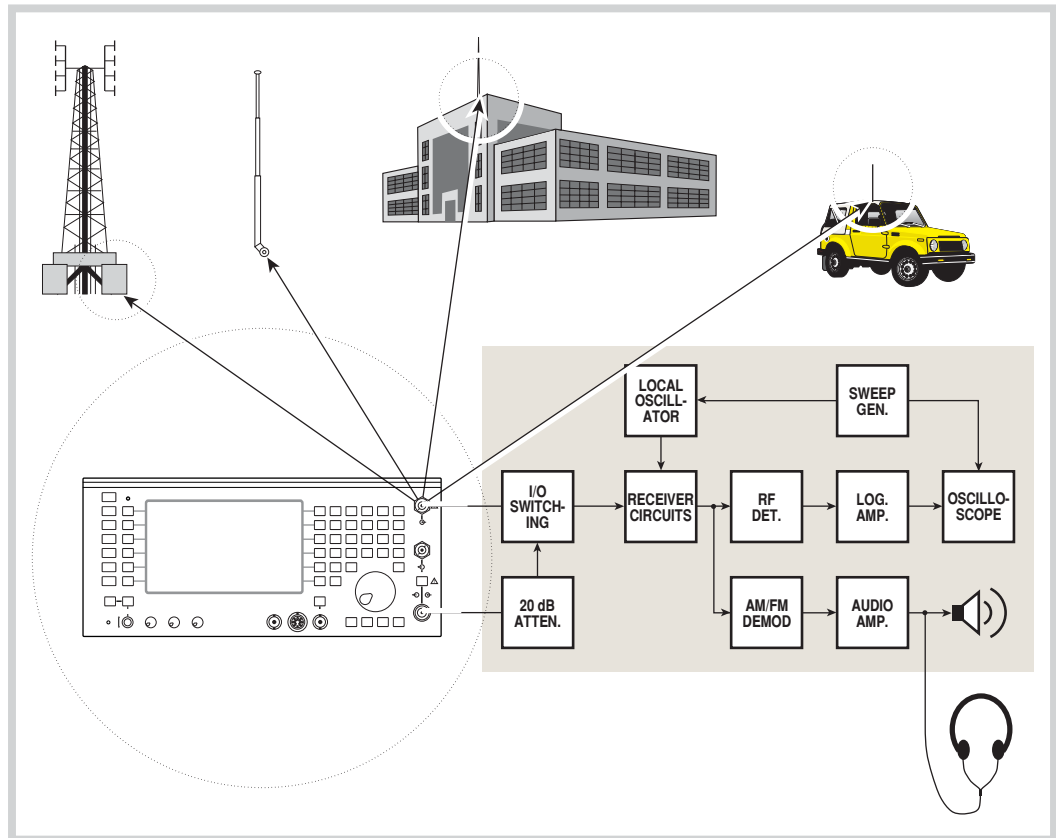 LOCAL
OSCILL-
ATOR
SWEEP
GEN.
I/O
SWITCH-
ING
RECEIVER
CIRCUITS
RF
DET.
LOG.
AMP.
OSCILLO-
SCOPE
20 dB
ATTEN.
AM/FM
DEMOD
AUDIO
AMP.